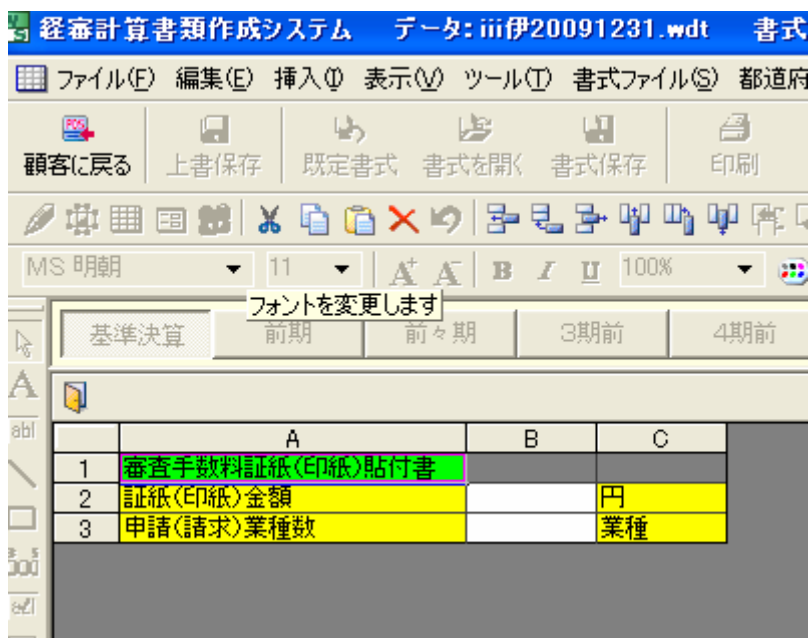 経審計算書類作成システム データ: iii伊20091231.wdt 書式
ファイル(F) 編集(E) 挿入(I) 表示(V) ツール(T) 書式ファイル(S) 都道府
顧客に戻る 上書保存 既定書式 書式を開く 書式保存 印刷
MS 明朝 11 A A B I U 100%
フォントを変更します
基準決算 前期 前々期 3期前 4期前
A
abl
A B C
1 審査手数料証紙(印紙)貼付書
2 証紙(印紙)金額 円
3 申請(請求)業種数 業種